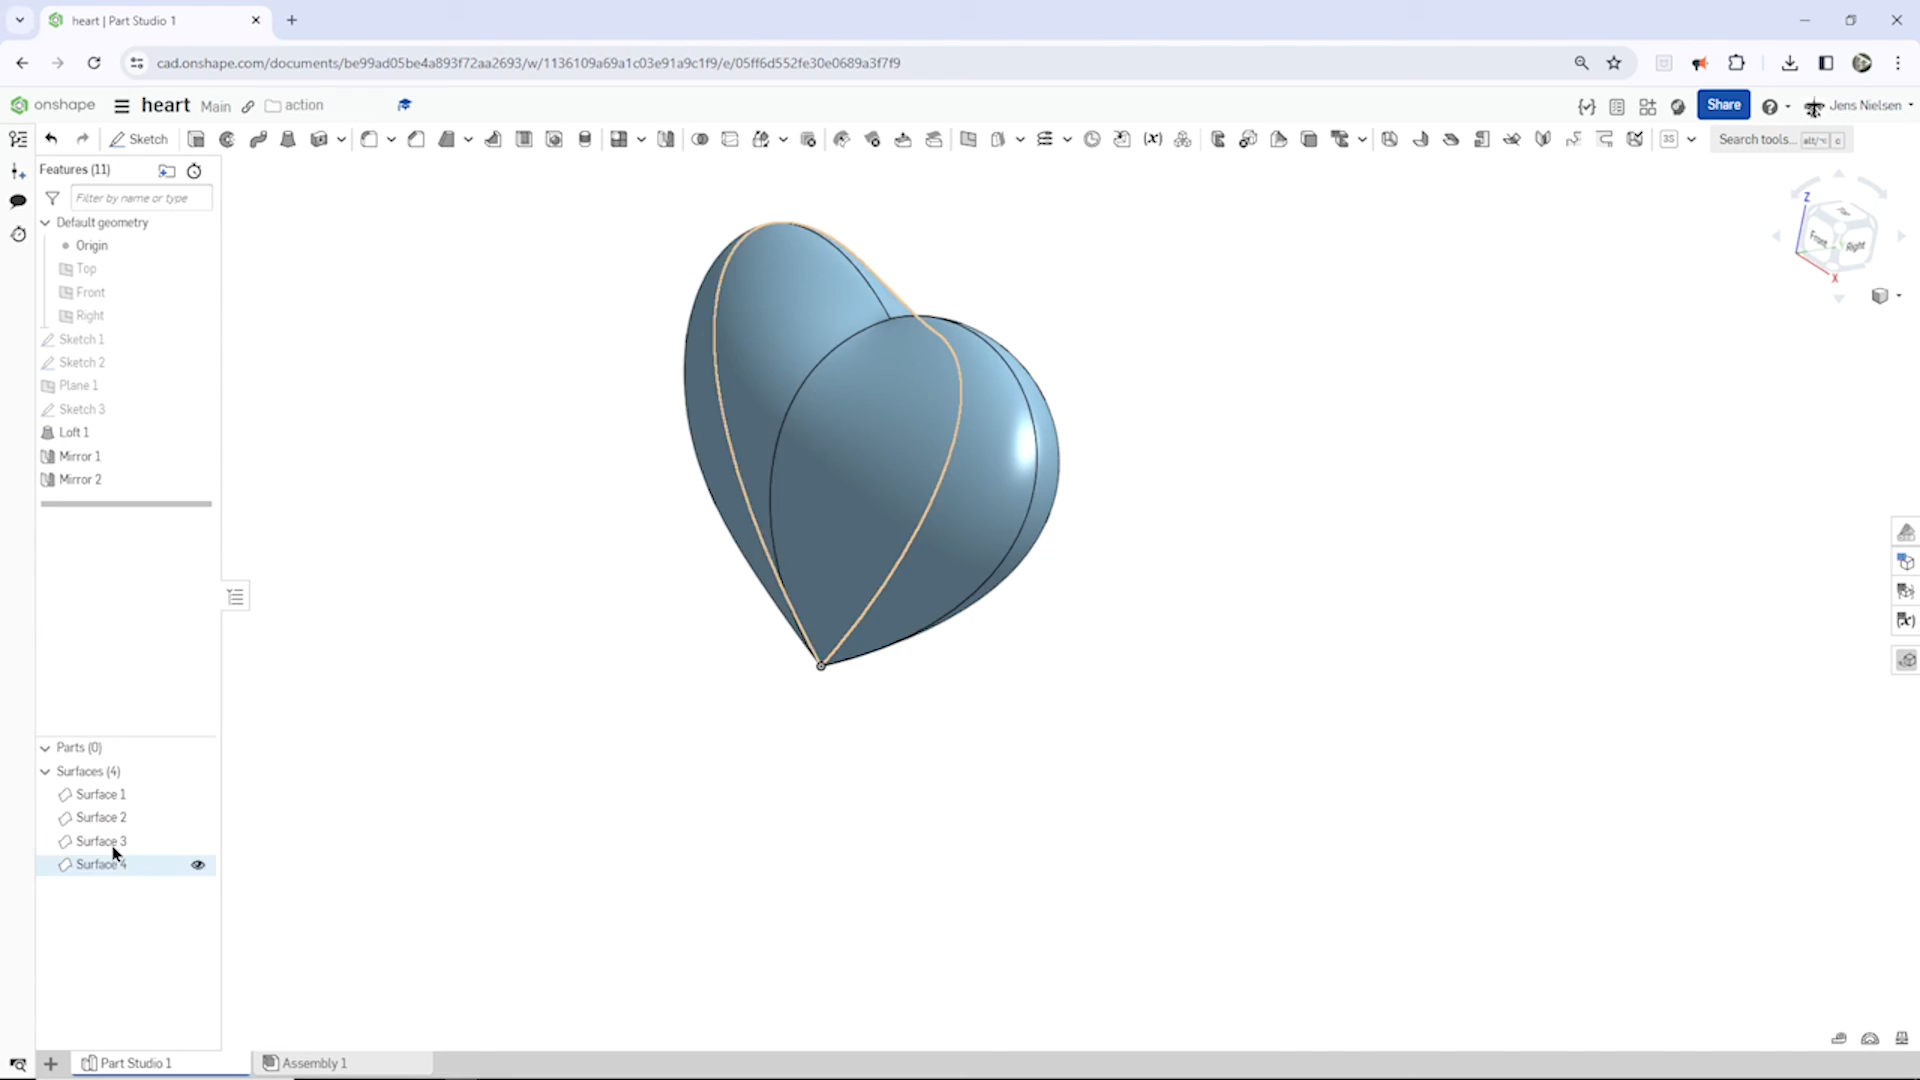 heart | Part Studio 1
cad.onshape.com/documents/be99ad05be4a893f72aa2693/w/1136109a69a1c03e91a9c1f9/e/05ff6d552fe30e0689a3f7f9
onshape heart Main action Share Jens Nielsen
Sketch Search tools... alt/⌥ c
Features (11)
Filter by name or type
Default geometry
Origin
Top
Front
Right
Sketch 1
Sketch 2
Plane 1
Sketch 3
Loft 1
Mirror 1
Mirror 2
Z
Top
Front Right
X
Parts (0)
Surfaces (4)
Surface 1
Surface 2
Surface 3
Surface 4
Part Studio 1 Assembly 1